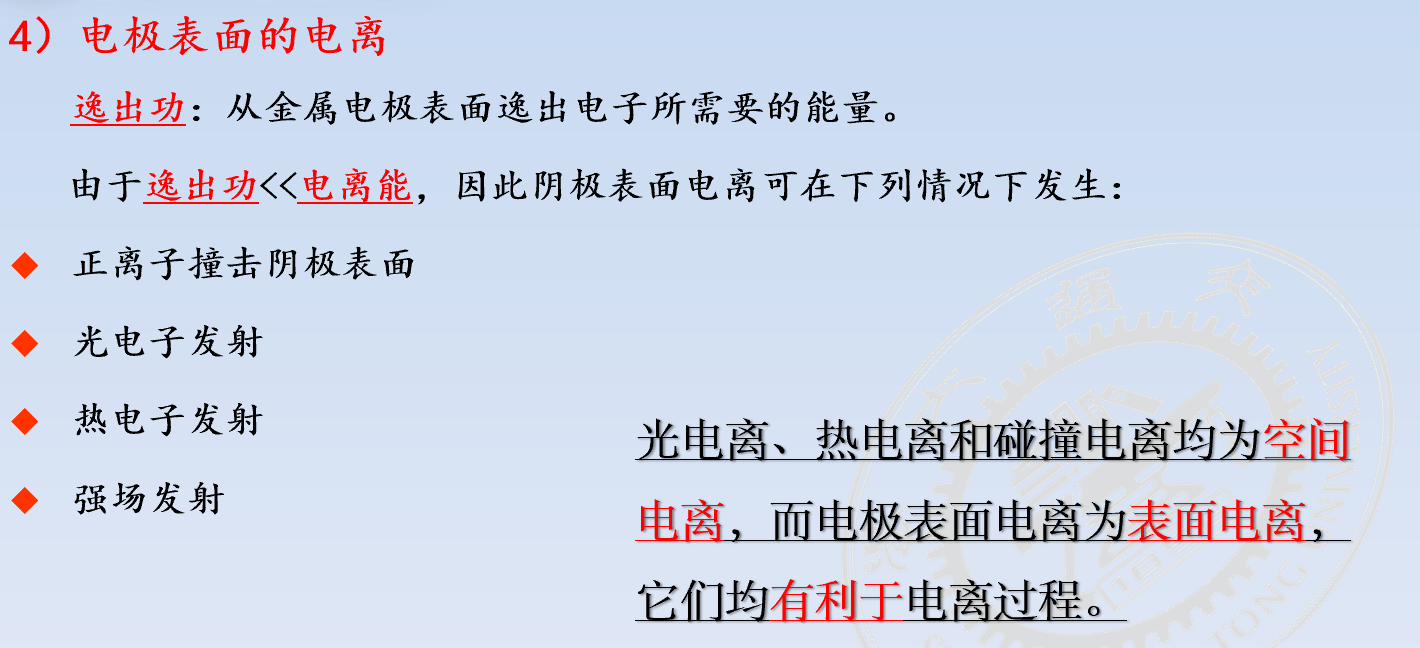 4）电极表面的电离
逸出功：从金属电极表面逸出电子所需要的能量。
由于逸出功<<电离能，因此阴极表面电离可在下列情况下发生：
正离子撞击阴极表面
光电子发射
热电子发射
强场发射
光电离、热电离和碰撞电离均为空间
电离，而电极表面电离为表面电离，
它们均有利于电离过程。